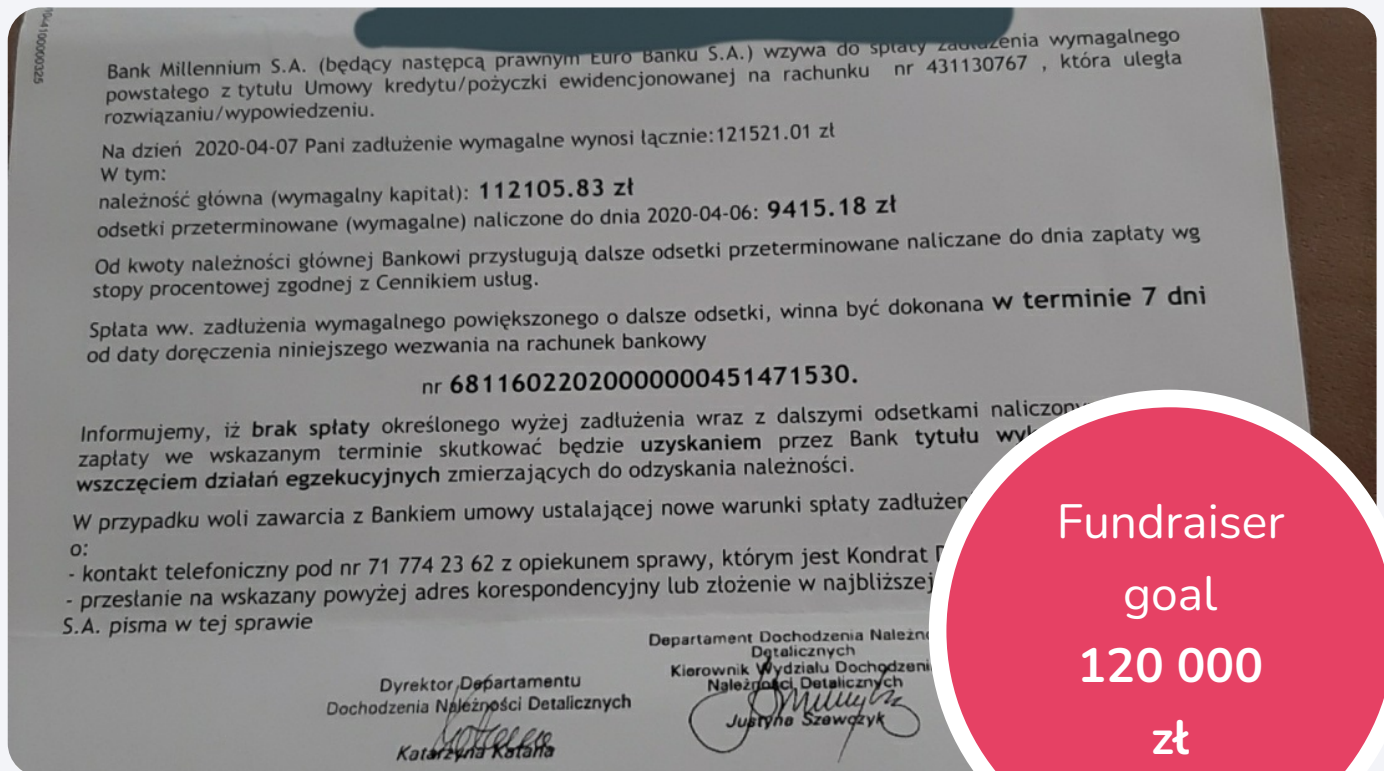 1044100000325
Bank Millennium S.A. (będący następcą prawnym Euro Banku S.A.) wzywa do spłaty zadłużenia wymagalnego
powstałego z tytułu Umowy kredytu/pożyczki ewidencjonowanej na rachunku nr 431130767 , która uległa
rozwiązaniu/wypowiedzeniu.
Na dzień 2020-04-07 Pani zadłużenie wymagalne wynosi łącznie:121521.01 zł
W tym:
należność główna (wymagalny kapitał): 112105.83 zł
odsetki przeterminowane (wymagalne) naliczone do dnia 2020-04-06: 9415.18 zł
Od kwoty należności głównej Bankowi przysługują dalsze odsetki przeterminowane naliczane do dnia zapłaty wg
stopy procentowej zgodnej z Cennikiem usług.
Spłata ww. zadłużenia wymagalnego powiększonego o dalsze odsetki, winna być dokonana w terminie 7 dni
od daty doręczenia niniejszego wezwania na rachunek bankowy
nr 68116022020000000451471530.
Informujemy, iż brak spłaty określonego wyżej zadłużenia wraz z dalszymi odsetkami
zapłaty we wskazanym terminie skutkować będzie uzyskaniem przez Bank tytułu
wszczęciem działań egzekucyjnych zmierzających do odzyskania należności.
W przypadku woli zawarcia z Bankiem umowy ustalającej nowe warunki spłaty
o:
- kontakt telefoniczny pod nr 71 774 23 62 z opiekunem sprawy, którym jest Kondrat
- przesłanie na wskazany powyżej adres korespondencyjny lub złożenie w najbliższej
S.A. pisma w tej sprawie
Dyrektor Departamentu
Dochodzenia Należności Detalicznych
Katarzyna Katana
Departament Dochodzenia
Detalicznych
Kierownik Wydziału
Należności Detalicznych
Justyna Szewczyk
Fundraiser
goal
120 000
zł